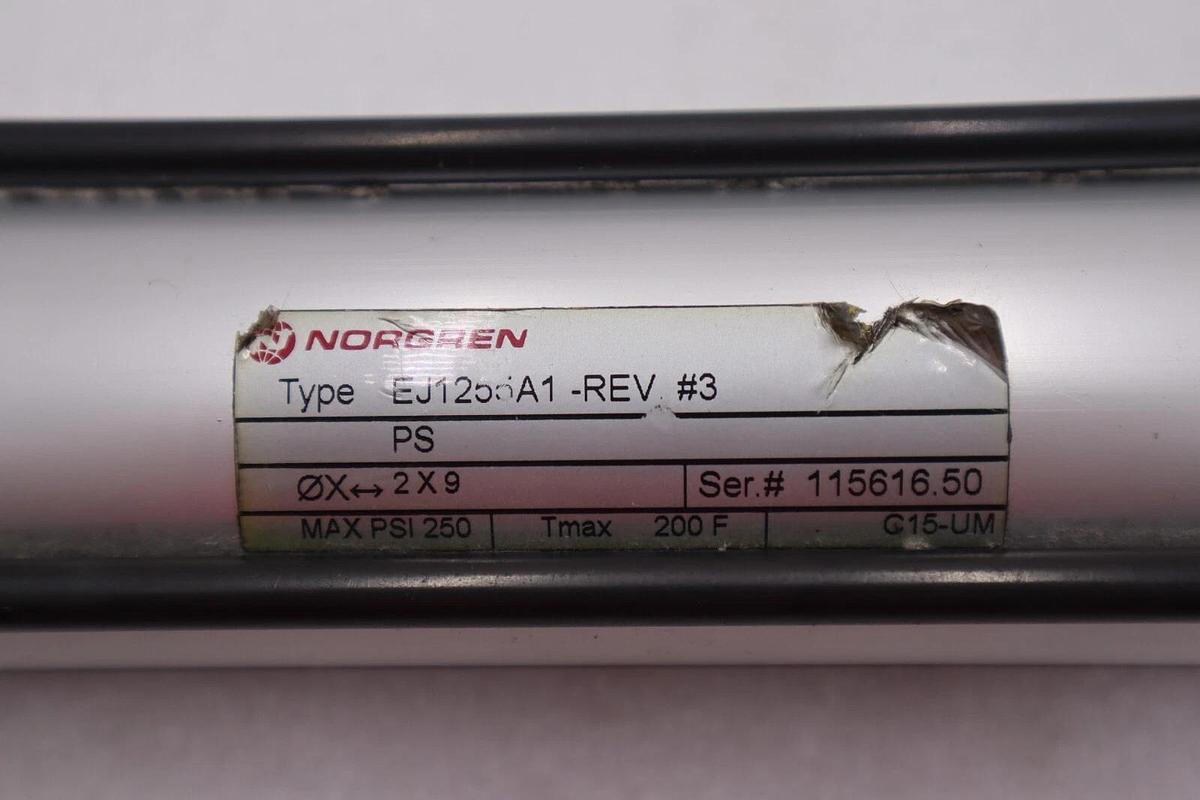 NORGREN
Type -REV. #3
PS
ØX↔ 2 X 9 Ser.# 115616.50
MAX PSI 250 Tmax 200 F C15-UM